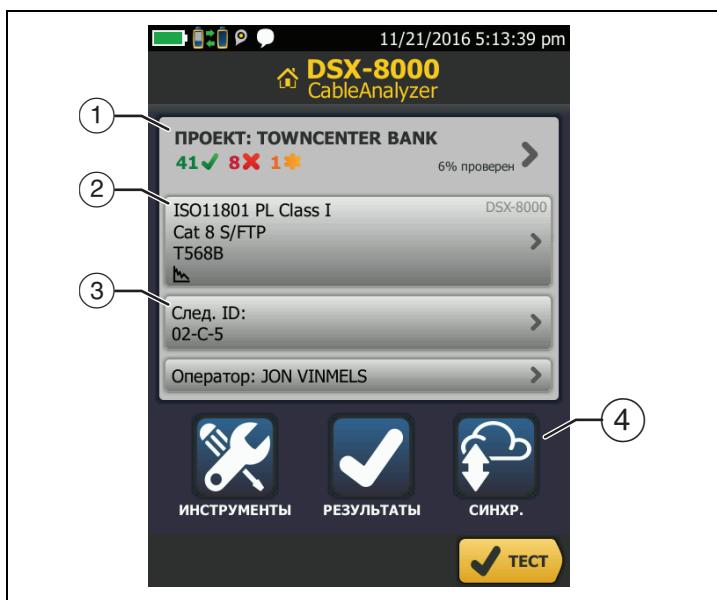 11/21/2016 5:13:39 pm
DSX-8000
CableAnalyzer
1
ПРОЕКТ: TOWNCENTER BANK
41 8 1
6% проверен
2
ISO11801 PL Class I
DSX-8000
Cat 8 S/FTP
T568B
3
След. ID:
02-C-5
Оператор: JON VINMELS
4
ИНСТРУМЕНТЫ
РЕЗУЛЬТАТЫ
СИНХР.
ТЕСТ